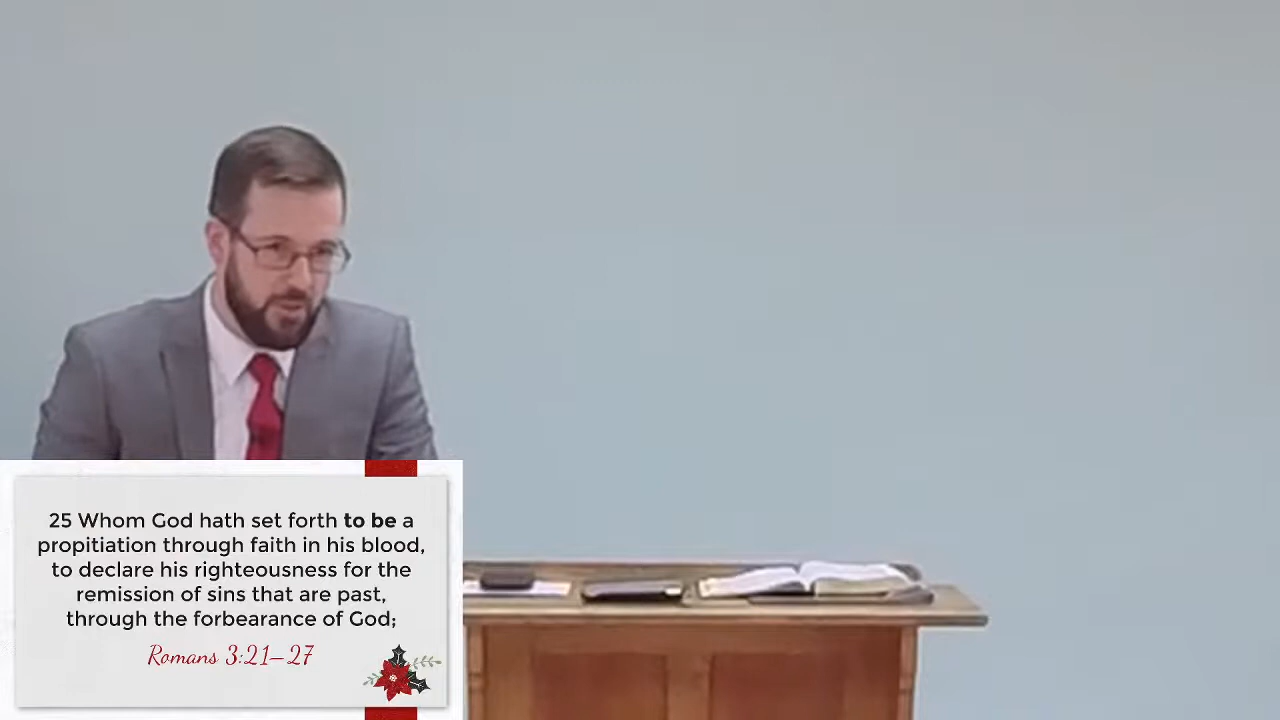 25 Whom God hath set forth to be a
propitiation through faith in his blood,
to declare his righteousness for the
remission of sins that are past,
through the forbearance of God;
Romans 3:21–27